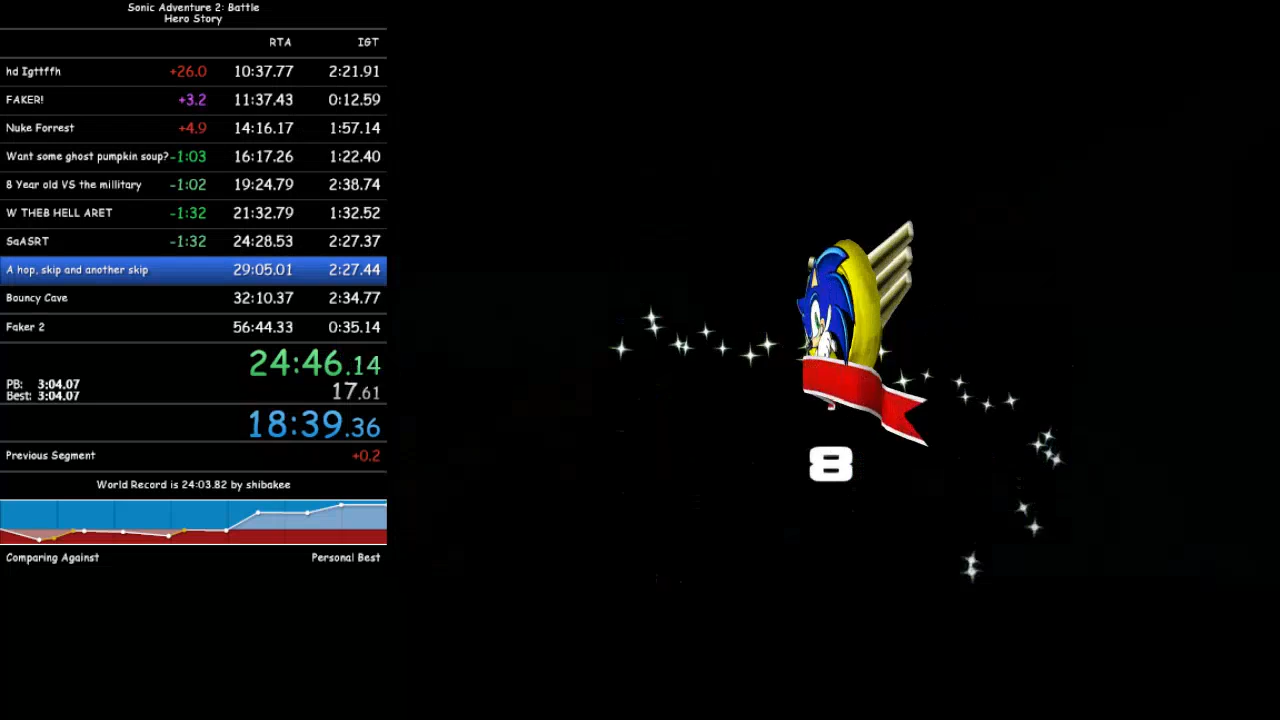 Sonic Adventure 2: Battle
Hero Story
RTA IGT
hd Igttffh +26.0 10:37.77 2:21.91
FAKER! +3.2 11:37.43 0:12.59
Nuke Forrest +4.9 14:16.17 1:57.14
Want some ghost pumpkin soup? -1:03 16:17.26 1:22.40
8 Year old VS the millitary -1:02 19:24.79 2:38.74
W THEB HELL ARET -1:32 21:32.79 1:32.52
SaASRT -1:32 24:28.53 2:27.37
A hop, skip and another skip 29:05.01 2:27.44
Bouncy Cave 32:10.37 2:34.77
Faker 2 56:44.33 0:35.14
24:46.14
PB: 3:04.07
Best: 3:04.07
17.61
18:39.36
Previous Segment +0.2
World Record is 24:03.82 by shibakee
Comparing Against Personal Best
8